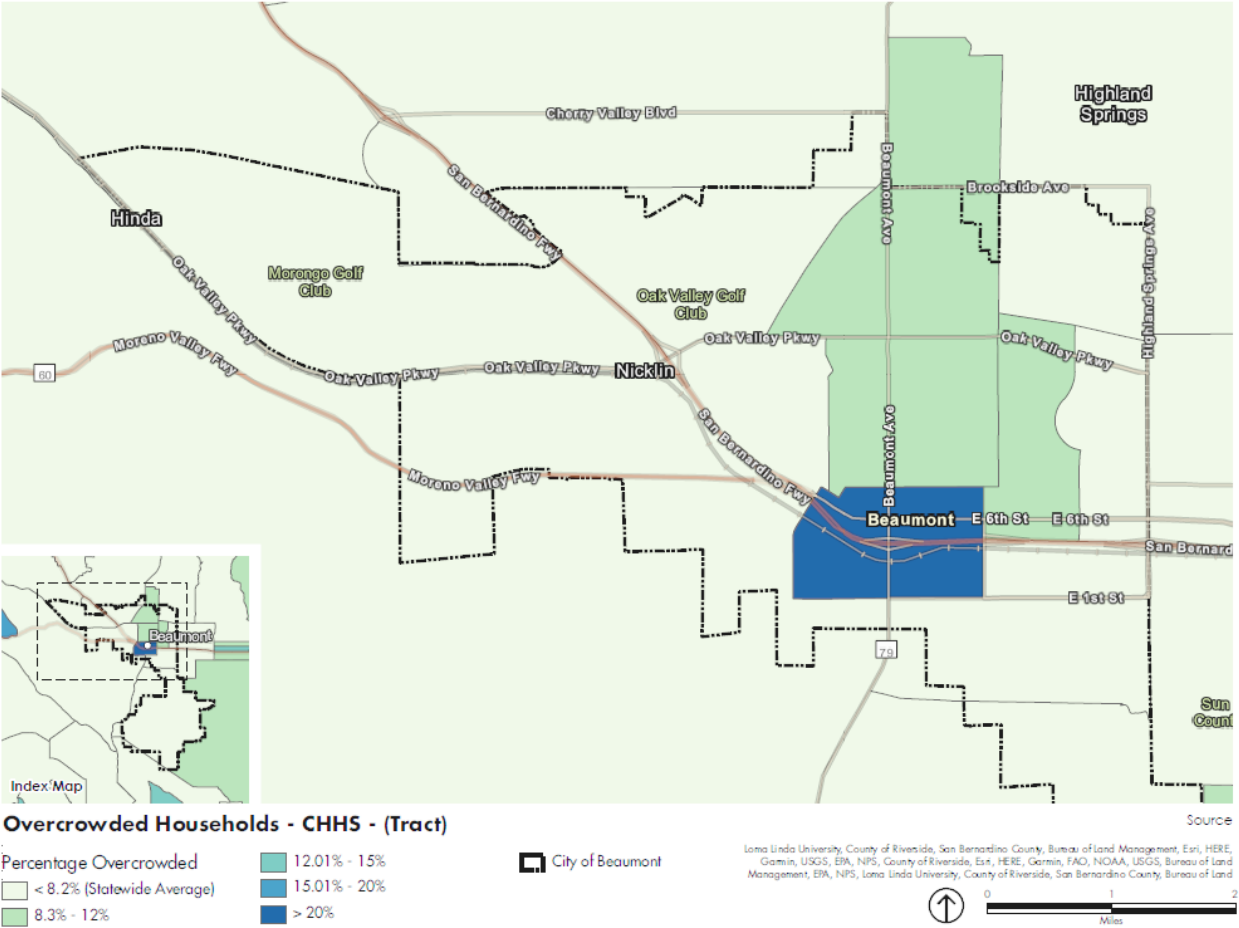 Cherry Valley Blvd
Highland
Springs
Beaumont Ave
San Bernardino Fwy
Brookside Ave
Hinda
Highland Springs Ave
Morongo Golf
Club
Oak Valley Pkwy
Oak Valley Golf
Club
Moreno Valley Fwy
Oak Valley Pkwy
Oak Valley Pkwy
60
Oak Valley Pkwy
Oak Valley Pkwy
Nicklin
San Bernardino Fwy
Beaumont Ave
Moreno Valley Fwy
Beaumont
E 6th St
E 6th St
San Bernard
E 1st St
79
Sun
Count
Beaumont
Index Map
Overcrowded Households - CHHS - (Tract)
Source
Percentage Overcrowded
< 8.2% (Statewide Average)
8.3% - 12%
12.01% - 15%
15.01% - 20%
> 20%
City of Beaumont
Loma Linda University, County of Riverside, San Bernardino County, Bureau of Land Management, Esri, HERE,
Garmin, USGS, EPA, NPS, County of Riverside, Esri, HERE, Garmin, FAO, NOAA, USGS, Bureau of Land
Management, EPA, NPS, Loma Linda University, County of Riverside, San Bernardino County, Bureau of Land
0 1 2
Miles